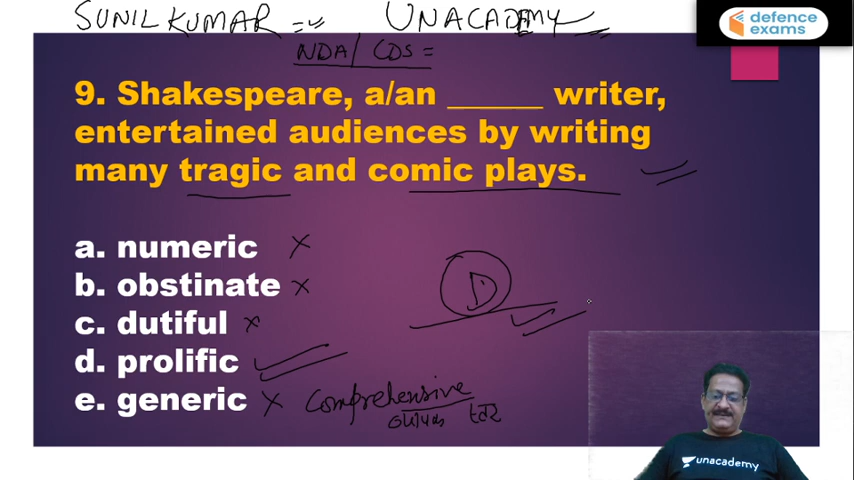 SUNIL KUMAR = UNACADEMY
NDA / CDS =
defence
exams
9. Shakespeare, a/an ______ writer,
entertained audiences by writing
many tragic and comic plays.
a. numeric ×
b. obstinate ×
D
c. dutiful ×
d. prolific
e. generic × Comprehensive
unacademy